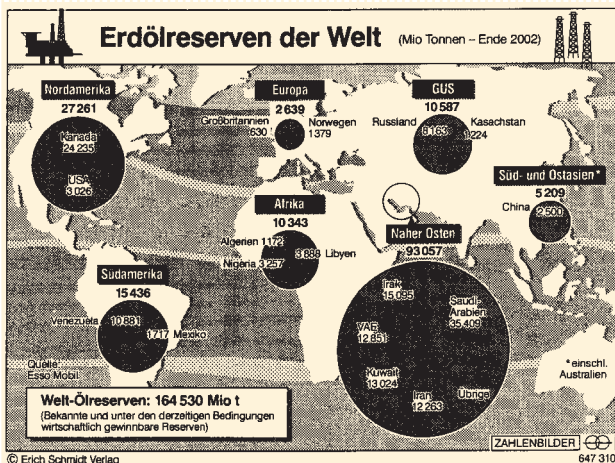 Erdölreserven der Welt (Mio Tonnen – Ende 2002)
Nordamerika
27 261
Kanada
24 235
USA
3 026
Europa
2 639
Großbritannien
630
Norwegen
1 379
GUS
10 587
Russland
8 163
Kasachstan
1 224
Süd- und Ostasien*
5 209
China
2 500
Afrika
10 343
Algerien 1 172
Nigeria 3 257
3 888 Libyen
Naher Osten
93 057
Irak
15 095
Saudi-
Arabien
35 409
VAE
12 851
Kuwait
13 024
Iran
12 263
Übrige
Südamerika
15 436
Venezuela 10 881
1 717 Mexiko
Quelle
Esso Mobil
*einschl.
Australien
Welt-Ölreserven: 164 530 Mio t
(Bekannte und unter den derzeitigen Bedingungen
wirtschaftlich gewinnbare Reserven)
ZAHLENBILDER
© Erich Schmidt Verlag
647 310